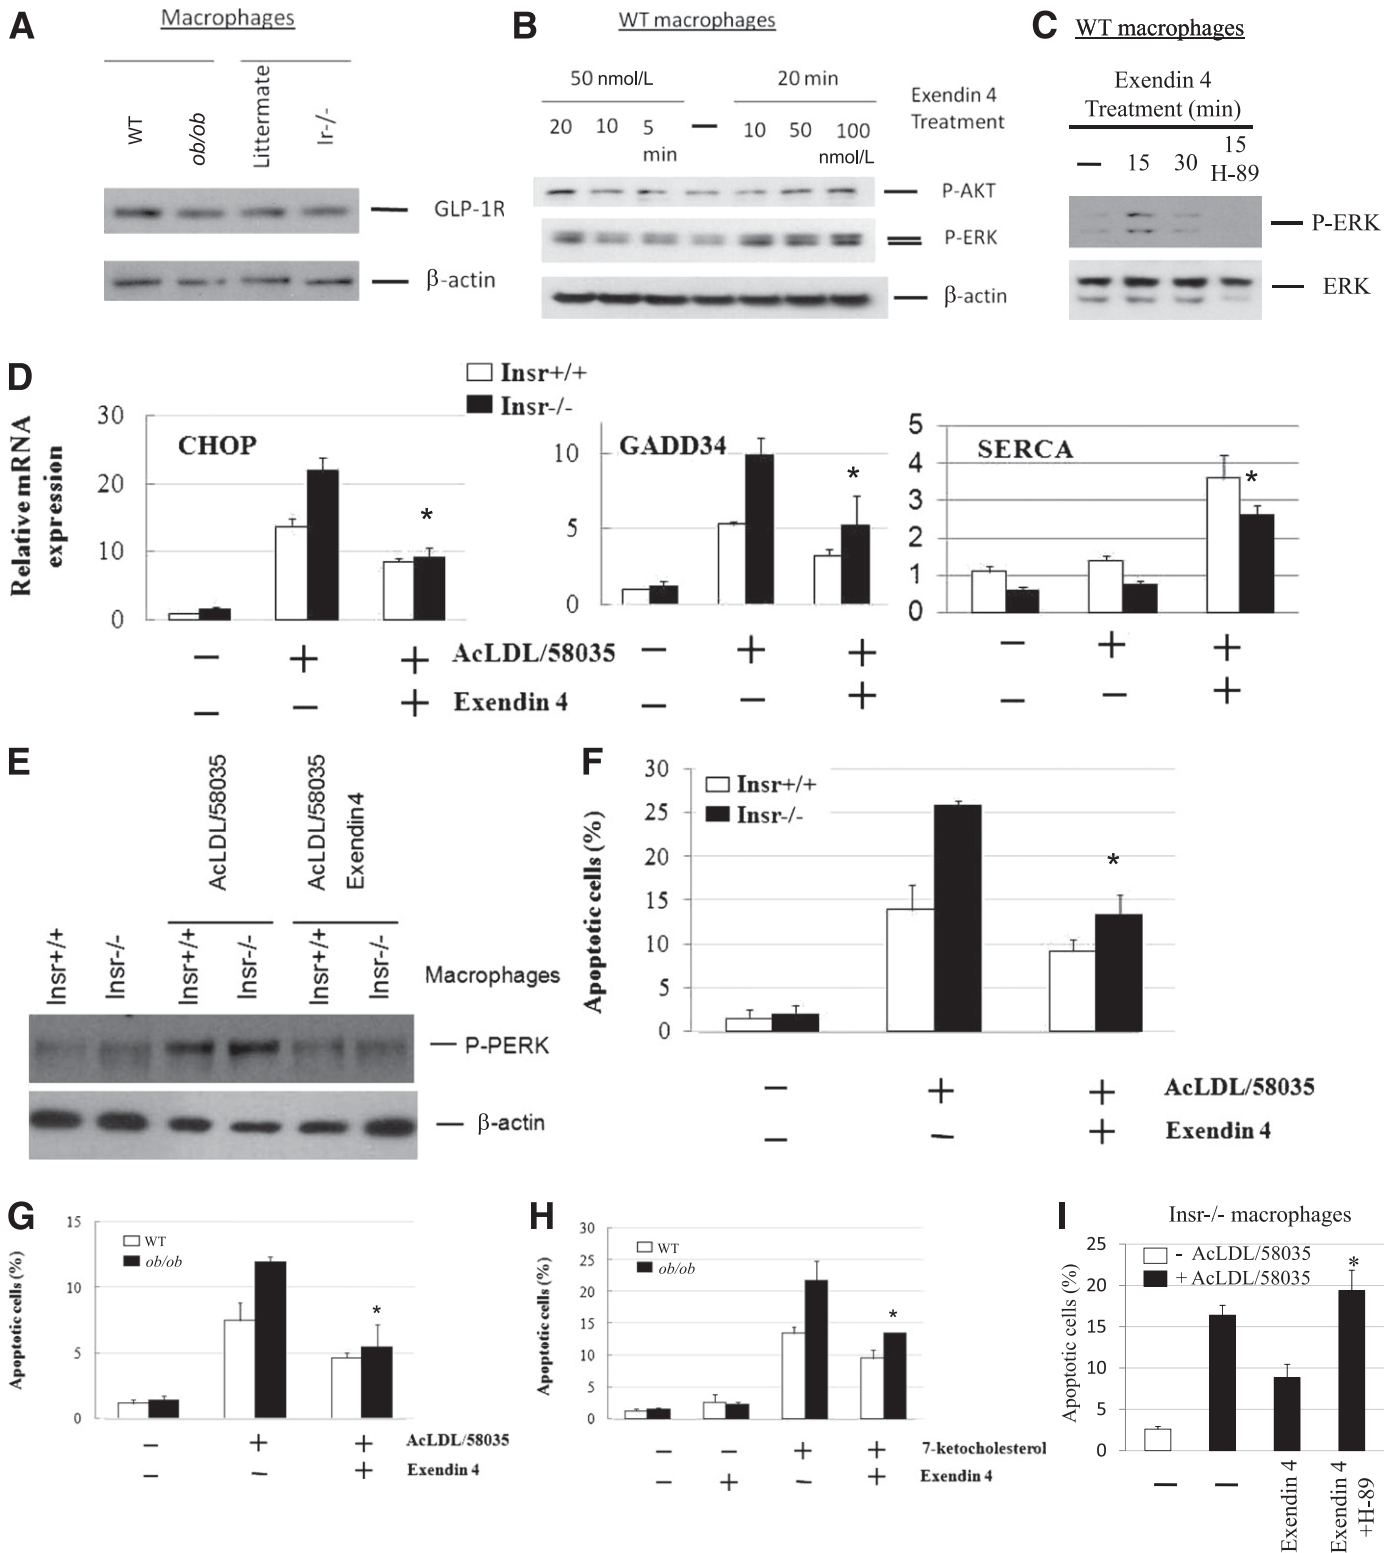 A
Macrophages
WT
ob/ob
Littermate
Ir-/-
GLP-1R
β-actin
B
WT macrophages
50 nmol/L
20 min
Exendin 4
Treatment
20 10 5 — 10 50 100
min
nmol/L
P-AKT
P-ERK
β-actin
C
WT macrophages
Exendin 4
Treatment (min)
— 15 30 15
H-89
P-ERK
ERK
D
Insr+/+
Insr-/-
Relative mRNA
expression
CHOP
30
20
10
0
GADD34
10
5
0
*
SERCA
5
4
3
2
1
0
*
*
− + + AcLDL/58035 − + + − + +
− − + Exendin 4 − − + − − +
E
AcLDL/58035
AcLDL/58035
Exendin4
Insr+/+
Insr-/-
Insr+/+
Insr-/-
Insr+/+
Insr-/-
Macrophages
P-PERK
β-actin
F
Apoptotic cells (%)
30
25
20
15
10
5
0
Insr+/+
Insr-/-
*
− + + AcLDL/58035
− − + Exendin 4
G
Apoptotic cells (%)
15
10
5
0
WT
ob/ob
*
− + + AcLDL/58035
− − + Exendin 4
H
Apoptotic cells (%)
30
25
20
15
10
5
0
WT
ob/ob
*
− − + + 7-ketocholesterol
− + − + Exendin 4
I
Insr-/- macrophages
Apoptotic cells (%)
25
20
15
10
5
0
- AcLDL/58035
+ AcLDL/58035
*
—
—
Exendin 4
Exendin 4
+H-89